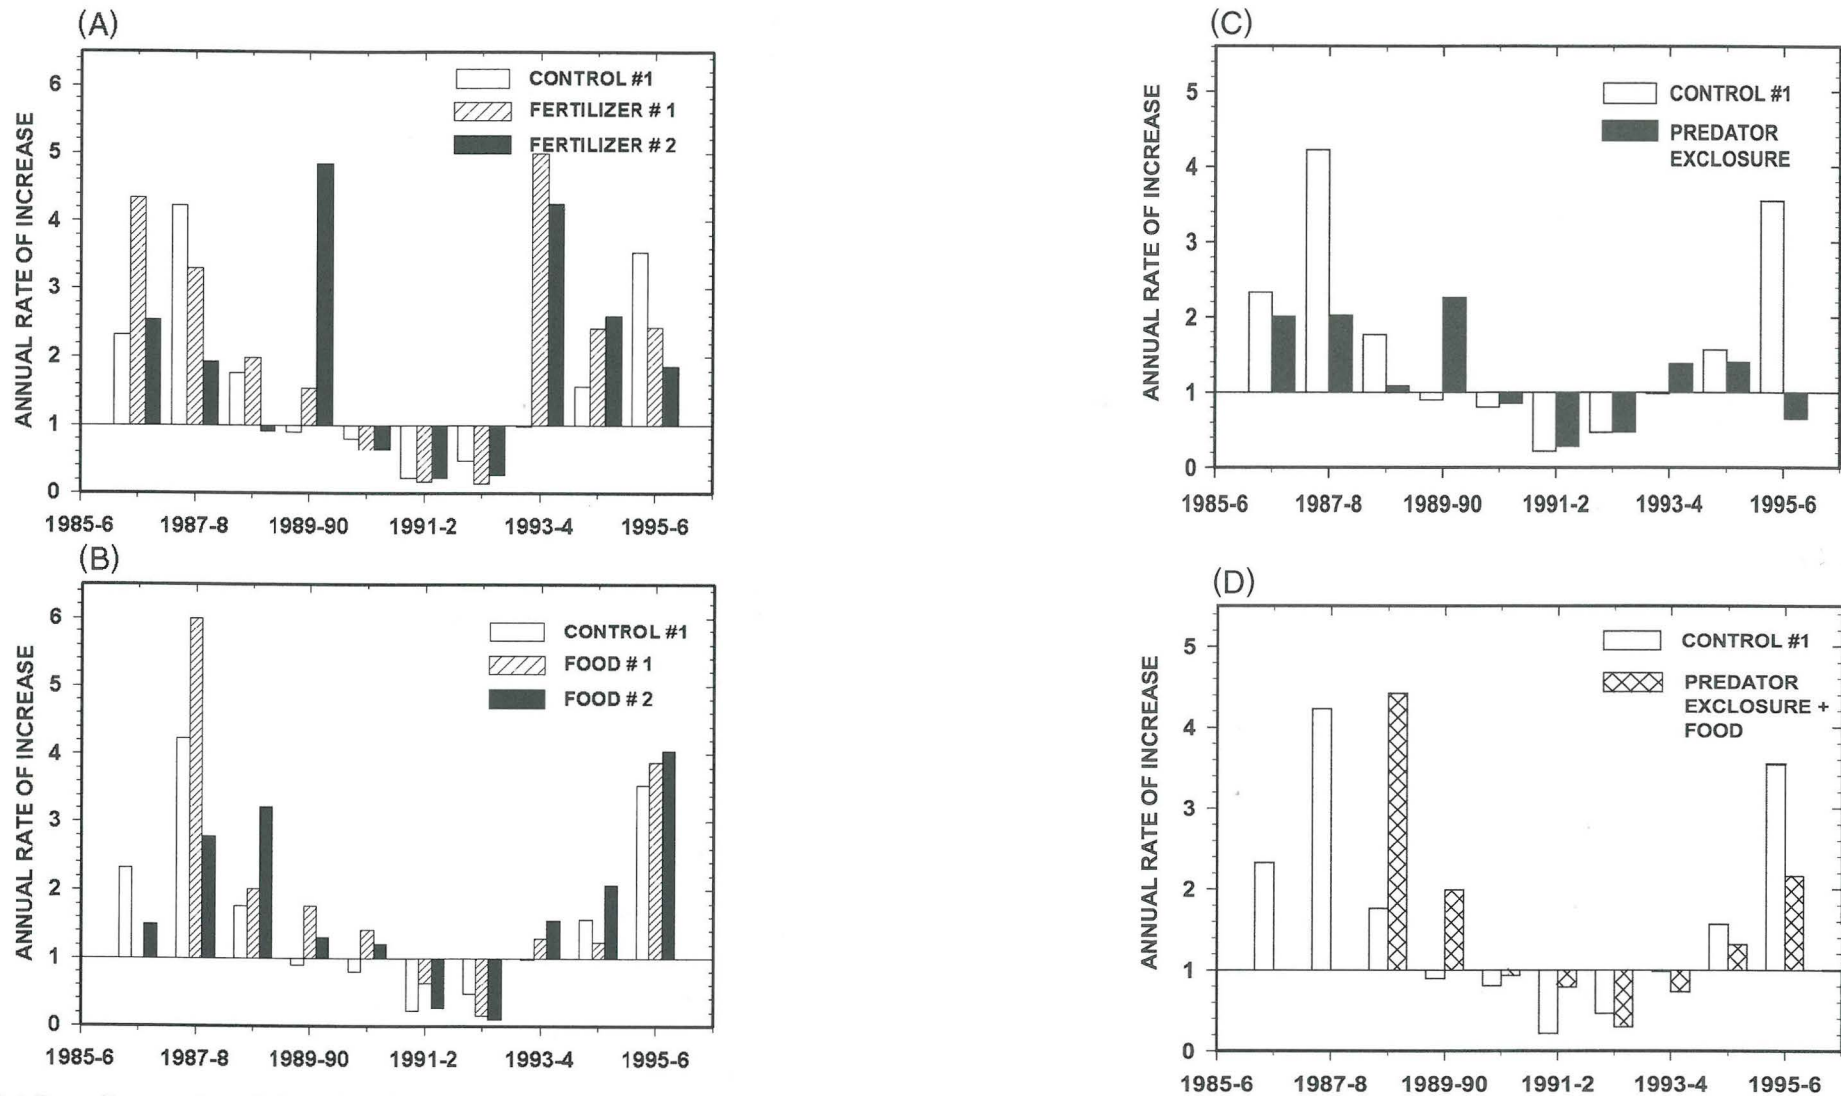 (A)
ANNUAL RATE OF INCREASE
6
5
4
3
2
1
0
CONTROL #1
FERTILIZER # 1
FERTILIZER # 2
1985-6 1987-8 1989-90 1991-2 1993-4 1995-6
(B)
ANNUAL RATE OF INCREASE
6
5
4
3
2
1
0
CONTROL #1
FOOD # 1
FOOD # 2
1985-6 1987-8 1989-90 1991-2 1993-4 1995-6
(C)
ANNUAL RATE OF INCREASE
5
4
3
2
1
0
CONTROL #1
PREDATOR
EXCLOSURE
1985-6 1987-8 1989-90 1991-2 1993-4 1995-6
(D)
ANNUAL RATE OF INCREASE
5
4
3
2
1
0
CONTROL #1
PREDATOR
EXCLOSURE +
FOOD
1985-6 1987-8 1989-90 1991-2 1993-4 1995-6